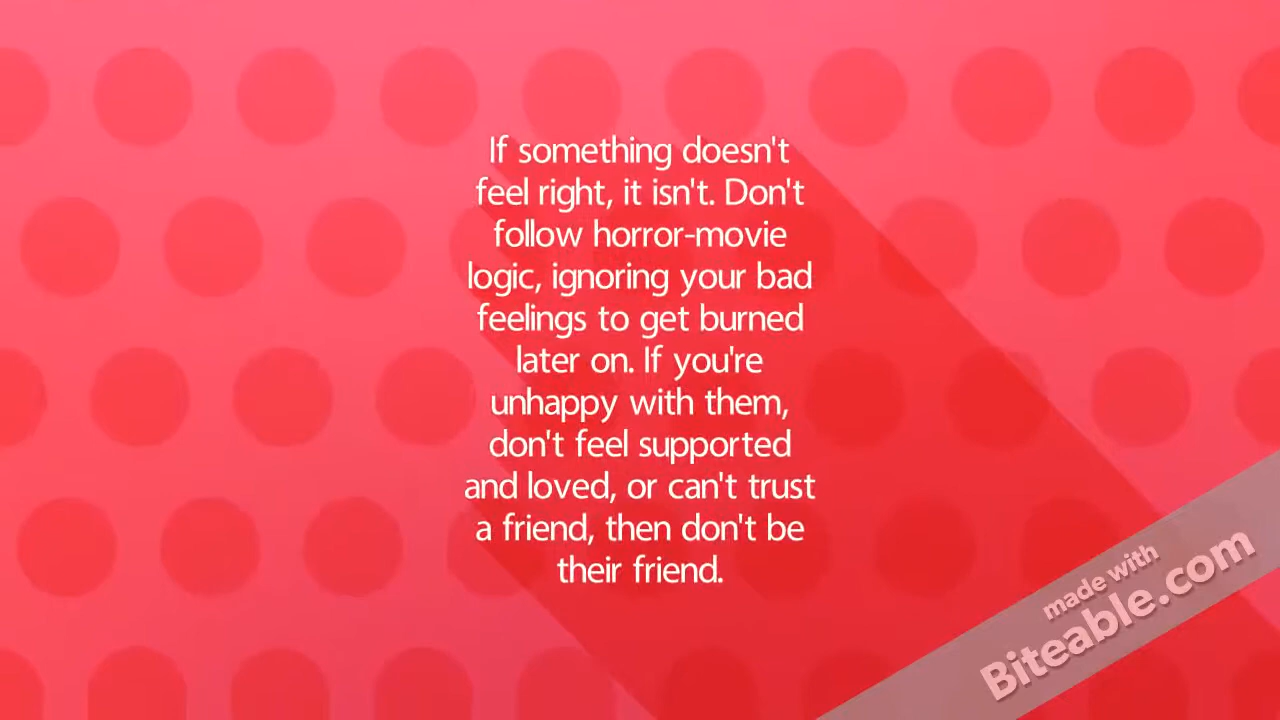 If something doesn't
feel right, it isn't. Don't
follow horror-movie
logic, ignoring your bad
feelings to get burned
later on. If you're
unhappy with them,
don't feel supported
and loved, or can't trust
a friend, then don't be
their friend.
made with
Biteable.com